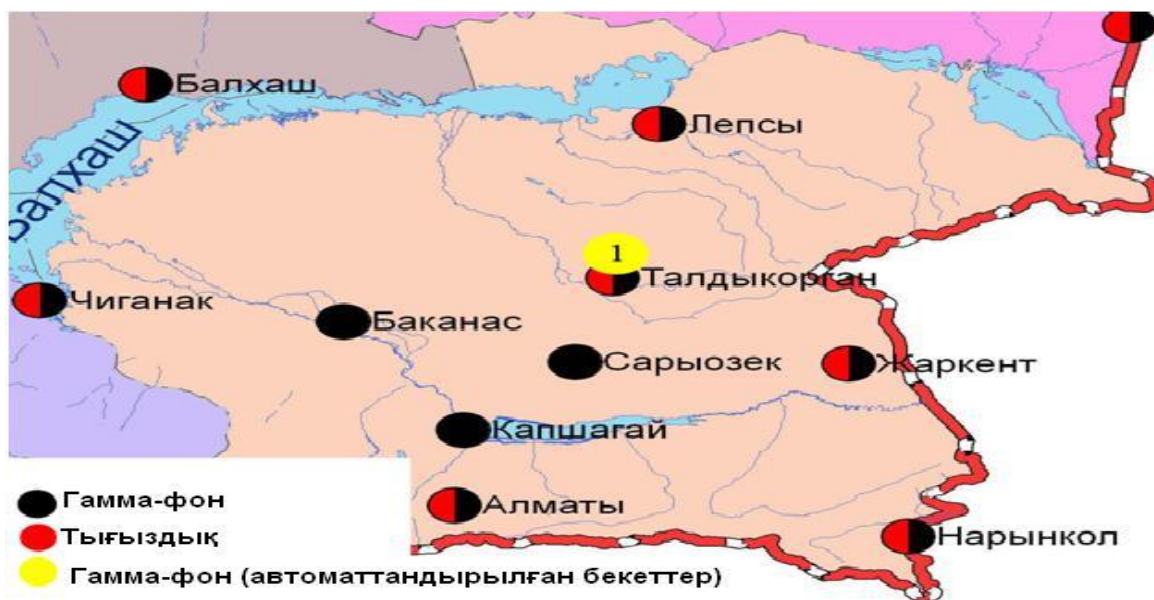 Балхаш
Лепсы
Балхаш
1
Талдыкорган
Чиганак
Баканас
Сарыозек
Жаркент
Капшагай
Алматы
Нарынкол
Гамма-фон
Тығыздық
Гамма-фон (автоматтандырылған бекеттер)